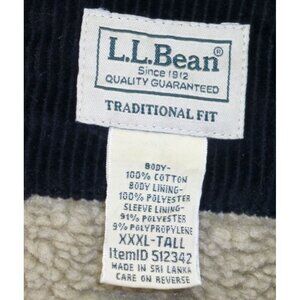 L.L.Bean®
Since 1912
QUALITY GUARANTEED
TRADITIONAL FIT
BODY-
100% COTTON
BODY LINING-
100% POLYESTER
SLEEVE LINING-
91% POLYESTER
9% POLYPROPYLENE
XXXL-TALL
ItemID 512342
MADE IN SRI LANKA
CARE ON REVERSE